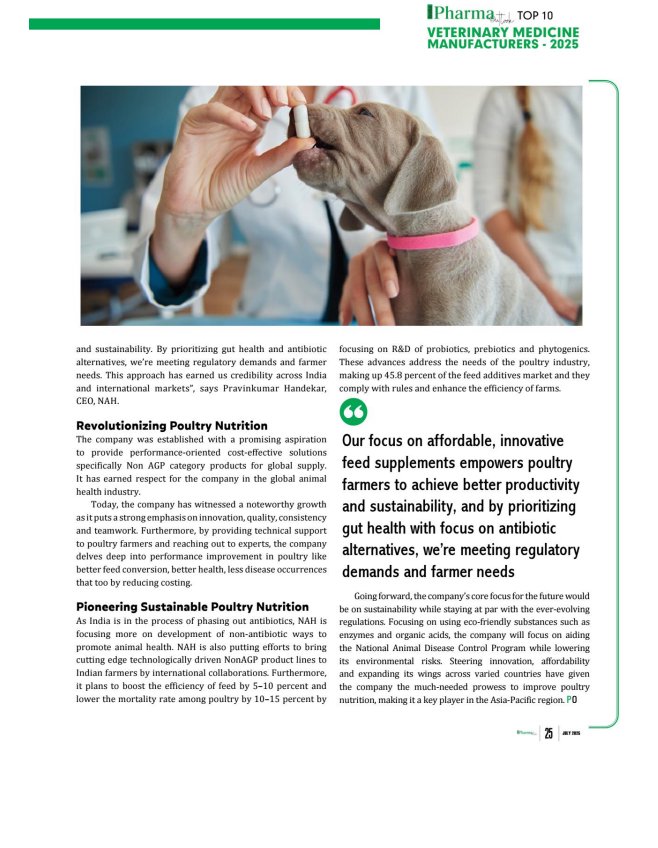 Pharma TOP 10
VETERINARY MEDICINE
MANUFACTURERS - 2025
and sustainability. By prioritizing gut health and antibiotic
alternatives, we're meeting regulatory demands and farmer
needs. This approach has earned us credibility across India
and international markets", says Pravinkumar Handekar,
CEO, NAH.
Revolutionizing Poultry Nutrition
The company was established with a promising aspiration
to provide performance-oriented cost-effective solutions
specifically Non AGP category products for global supply.
It has earned respect for the company in the global animal
health industry.
Today, the company has witnessed a noteworthy growth
as it puts a strong emphasis on innovation, quality, consistency
and teamwork. Furthermore, by providing technical support
to poultry farmers and reaching out to experts, the company
delves deep into performance improvement in poultry like
better feed conversion, better health, less disease occurrences
that too by reducing costing.
Pioneering Sustainable Poultry Nutrition
As India is in the process of phasing out antibiotics, NAH is
focusing more on development of non-antibiotic ways to
promote animal health. NAH is also putting efforts to bring
cutting edge technologically driven NonAGP product lines to
Indian farmers by international collaborations. Furthermore,
it plans to boost the efficiency of feed by 5–10 percent and
lower the mortality rate among poultry by 10–15 percent by
focusing on R&D of probiotics, prebiotics and phytogenics.
These advances address the needs of the poultry industry,
making up 45.8 percent of the feed additives market and they
comply with rules and enhance the efficiency of farms.
Our focus on affordable, innovative
feed supplements empowers poultry
farmers to achieve better productivity
and sustainability, and by prioritizing
gut health with focus on antibiotic
alternatives, we're meeting regulatory
demands and farmer needs
Going forward, the company's core focus for the future would
be on sustainability while staying at par with the ever-evolving
regulations. Focusing on using eco-friendly substances such as
enzymes and organic acids, the company will focus on aiding
the National Animal Disease Control Program while lowering
its environmental risks. Steering innovation, affordability
and expanding its wings across varied countries have given
the company the much-needed prowess to improve poultry
nutrition, making it a key player in the Asia-Pacific region. PO
Pharma 25 JULY 2025